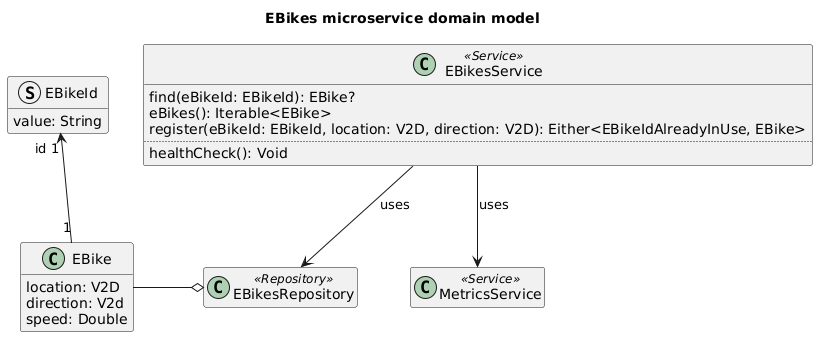 EBikes microservice domain model
«Service»
C EBikesService
find(eBikeId: EBikeId): EBike?
eBikes(): Iterable<EBike>
register(eBikeId: EBikeId, location: V2D, direction: V2D): Either<EBikeIdAlreadyInUse, EBike>
healthCheck(): Void
S EBikeId
value: String
id 1
1
uses
uses
C EBike
location: V2D
direction: V2d
speed: Double
«Repository»
C EBikesRepository
«Service»
C MetricsService